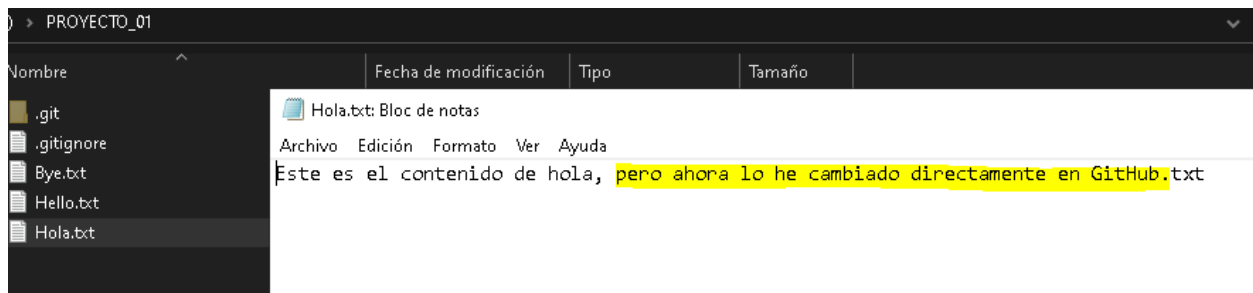 ) > PROYECTO_01
Nombre Fecha de modificación Tipo Tamaño
.git
.gitignore
Bye.txt
Hello.txt
Hola.txt
Hola.txt: Bloc de notas
Archivo Edición Formato Ver Ayuda
Este es el contenido de hola, pero ahora lo he cambiado directamente en GitHub.txt